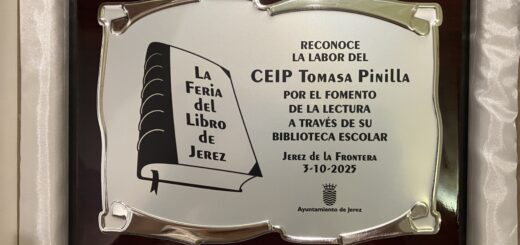 La
Feria
del
Libro
de
Jerez
RECONOCE
LA LABOR DEL
CEIP Tomasa Pinilla
POR EL FOMENTO
DE LA LECTURA
A TRAVÉS DE SU
BIBLIOTECA ESCOLAR
Jerez de la Frontera
3-10-2025
Ayuntamiento de Jerez